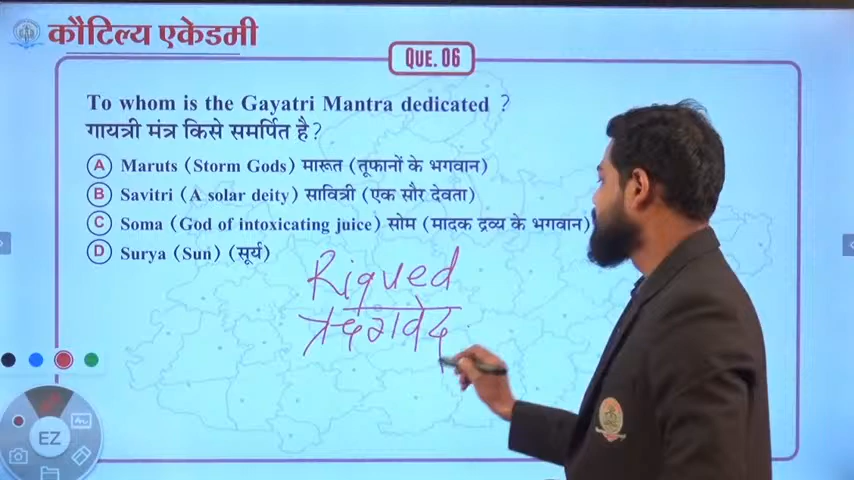 कौटिल्य एकेडमी
QUE. 06
To whom is the Gayatri Mantra dedicated ?
गायत्री मंत्र किसे समर्पित है?
A Maruts (Storm Gods) मारूत (तूफानों के भगवान)
B Savitri (A solar deity) सावित्री (एक सौर देवता)
C Soma (God of intoxicating juice) सोम (मादक द्रव्य के भगवान)
D Surya (Sun) (सूर्य)
Rigved
ऋगवेद
EZ